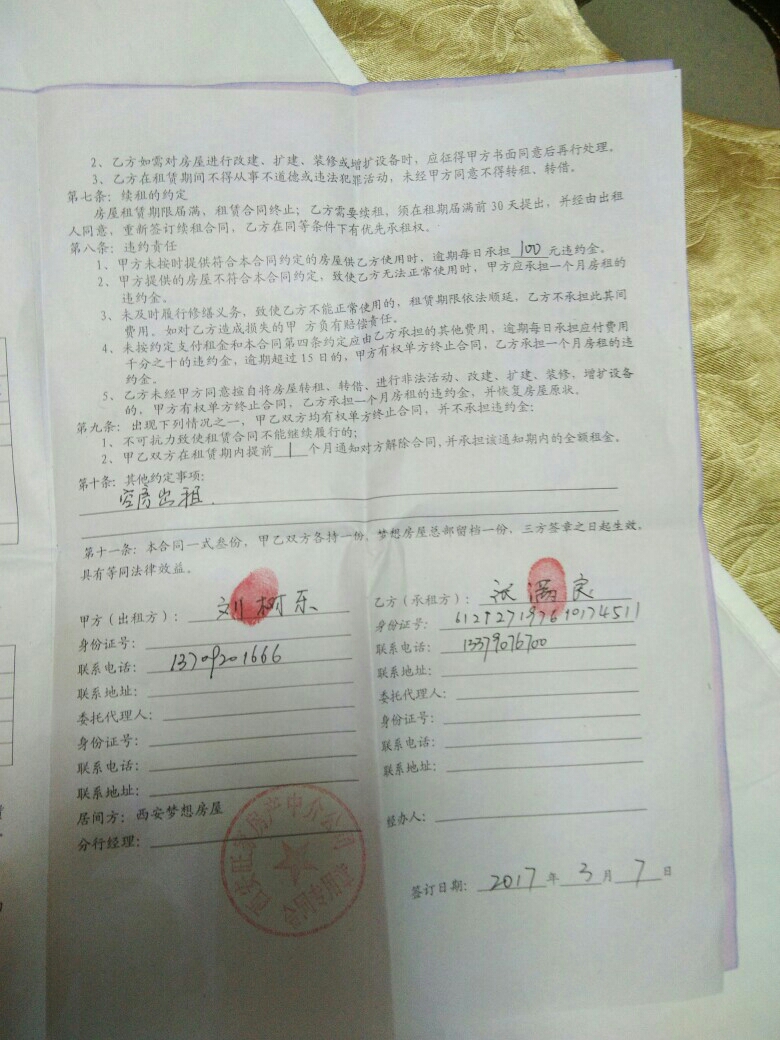 2、乙方如需对房屋进行改建、扩建、装修或增扩设备时，应征得甲方书面同意后再行处理。
3、乙方在租赁期间不得从事不道德或违法犯罪活动，未经甲方同意不得转租、转借。
第七条：续租的约定
房屋租赁期限届满，租赁合同终止；乙方需要续租，须在租期届满前30天提出，并经由出租
人同意，重新签订续租合同，乙方在同等条件下有优先承租权。
第八条：违约责任
1、甲方未按时提供符合本合同约定的房屋供乙方使用时，逾期每日承担 100 元违约金。
2、甲方提供的房屋不符合本合同约定，致使乙方无法正常使用时，甲方应承担一个月房租的
违约金。
3、未及时履行修缮义务，致使乙方不能正常使用的，租赁期限依法顺延，乙方不承担此其间
费用，如对乙方造成损失的甲 方负有赔偿责任。
4、未按约定支付租金和本合同第四条约定应由乙方承担的其他费用，逾期每日承担应付费用
千分之十的违约金，逾期超过15日的，甲方有权单方终止合同，乙方承担一个月房租的违
约金。
5、乙方未经甲方同意擅自将房屋转租、转借、进行非法活动、改建、扩建、装修、增扩设备
的，甲方有权单方终止合同，乙方承担一个月房租的违约金，并恢复房屋原状。
第九条：出现下列情况之一，甲乙双方均有权单方终止合同，并不承担违约金：
1、不可抗力致使租赁合同不能继续履行的；
2、甲乙双方在租赁期内提前 1 个月通知对方解除合同，并承担该通知期内的全额租金。
第十条：其他约定事项：
空房出租.
第十一条：本合同一式叁份，甲乙双方各持一份，梦想房屋总部留档一份，三方签章之日起生效，
具有等同法律效益。
甲方（出租方）：刘树乐
身份证号：
联系电话：13709201666
联系地址：
委托代理人：
身份证号：
联系电话：
联系地址：
居间方：西安梦想房屋
分行经理：
乙方（承租方）：
身份证号：612727197610174511
联系电话：13379076700
联系地址：
委托代理人：
身份证号：
联系电话：
联系地址：
经办人：
签订日期：2017年3月7日